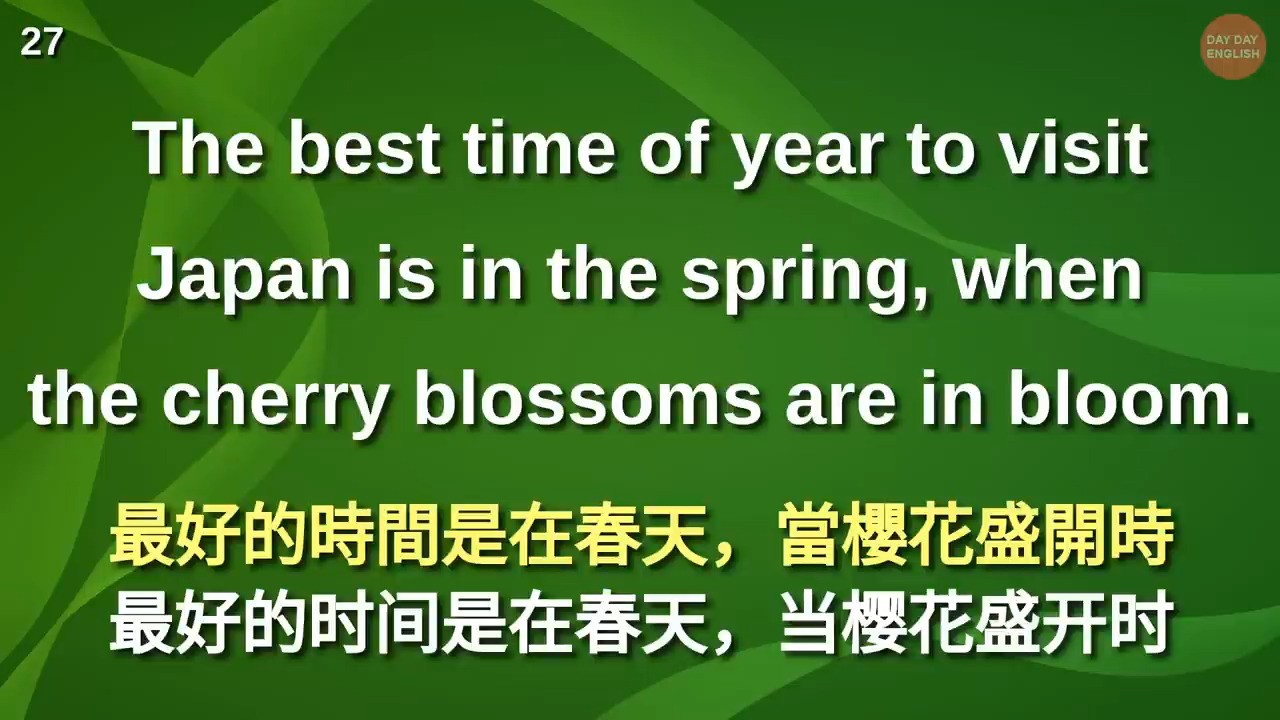 27
DAY DAY
ENGLISH
The best time of year to visit
Japan is in the spring, when
the cherry blossoms are in bloom.
最好的時間是在春天，當櫻花盛開時
最好的时间是在春天，当樱花盛开时